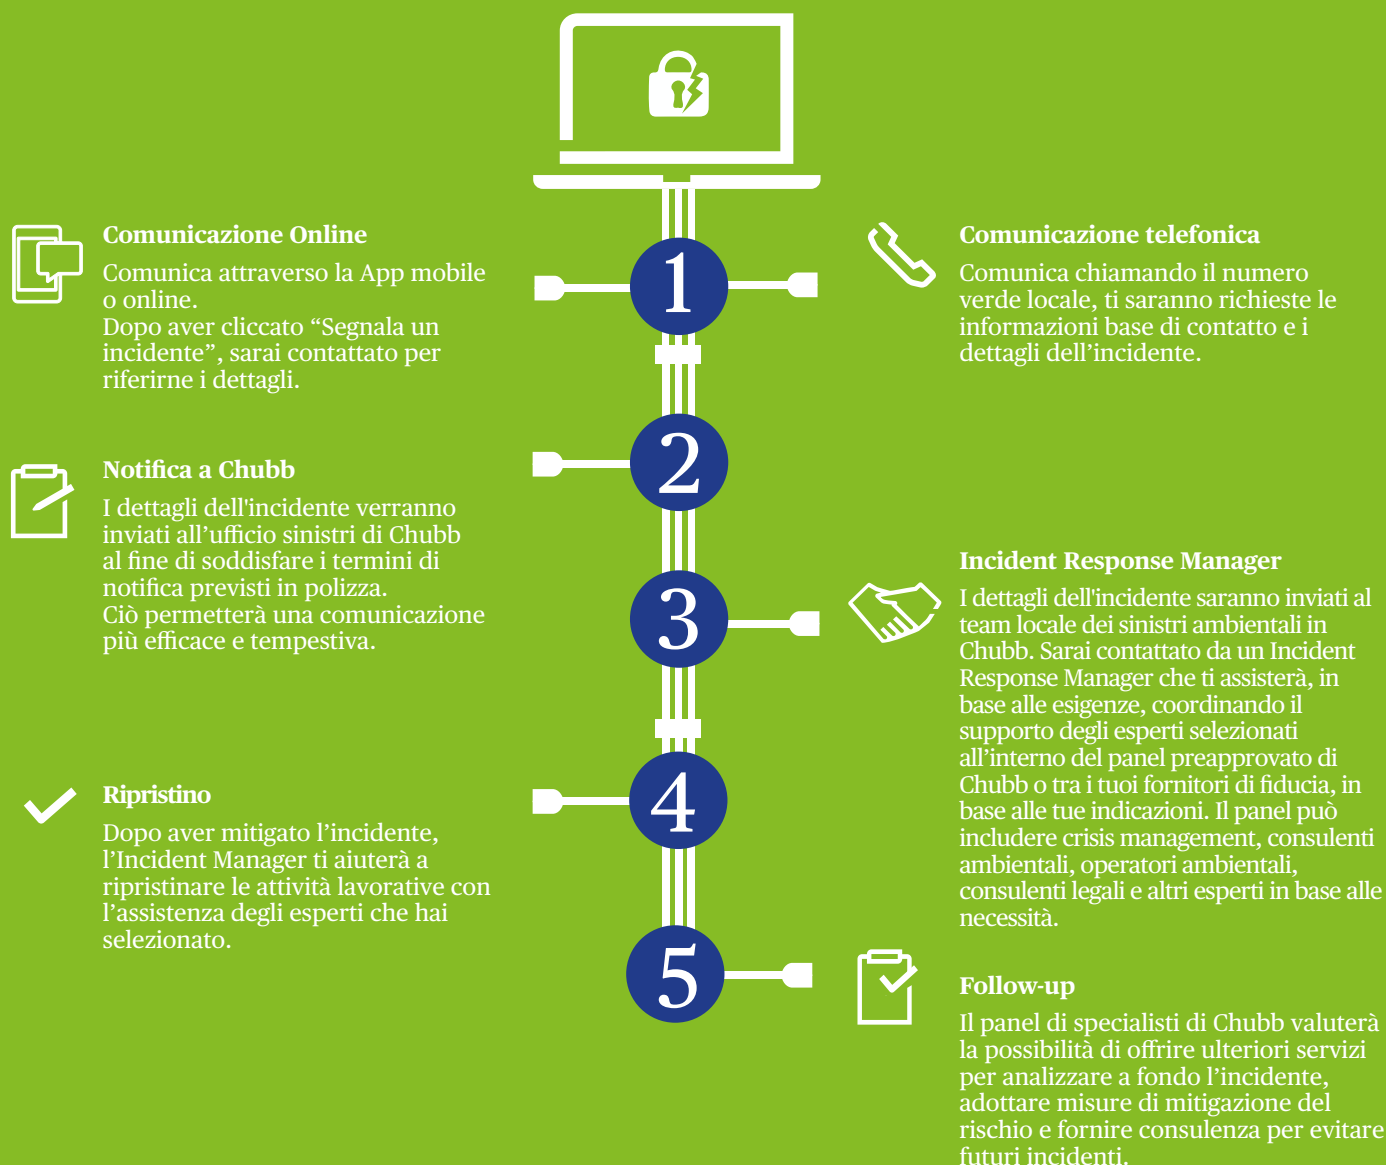 1
Comunicazione Online
Comunica attraverso la App mobile
o online.
Dopo aver cliccato “Segnala un
incidente”, sarai contattato per
riferirne i dettagli.
Comunicazione telefonica
Comunica chiamando il numero
verde locale, ti saranno richieste le
informazioni base di contatto e i
dettagli dell’incidente.
2
Notifica a Chubb
I dettagli dell'incidente verranno
inviati all’ufficio sinistri di Chubb
al fine di soddisfare i termini di
notifica previsti in polizza.
Ciò permetterà una comunicazione
più efficace e tempestiva.
3
Incident Response Manager
I dettagli dell'incidente saranno inviati al
team locale dei sinistri ambientali in
Chubb. Sarai contattato da un Incident
Response Manager che ti assisterà, in
base alle esigenze, coordinando il
supporto degli esperti selezionati
all’interno del panel preapprovato di
Chubb o tra i tuoi fornitori di fiducia, in
base alle tue indicazioni. Il panel può
includere crisis management, consulenti
ambientali, operatori ambientali,
consulenti legali e altri esperti in base alle
necessità.
4
Ripristino
Dopo aver mitigato l’incidente,
l’Incident Manager ti aiuterà a
ripristinare le attività lavorative con
l’assistenza degli esperti che hai
selezionato.
5
Follow-up
Il panel di specialisti di Chubb valuterà
la possibilità di offrire ulteriori servizi
per analizzare a fondo l’incidente,
adottare misure di mitigazione del
rischio e fornire consulenza per evitare
futuri incidenti.